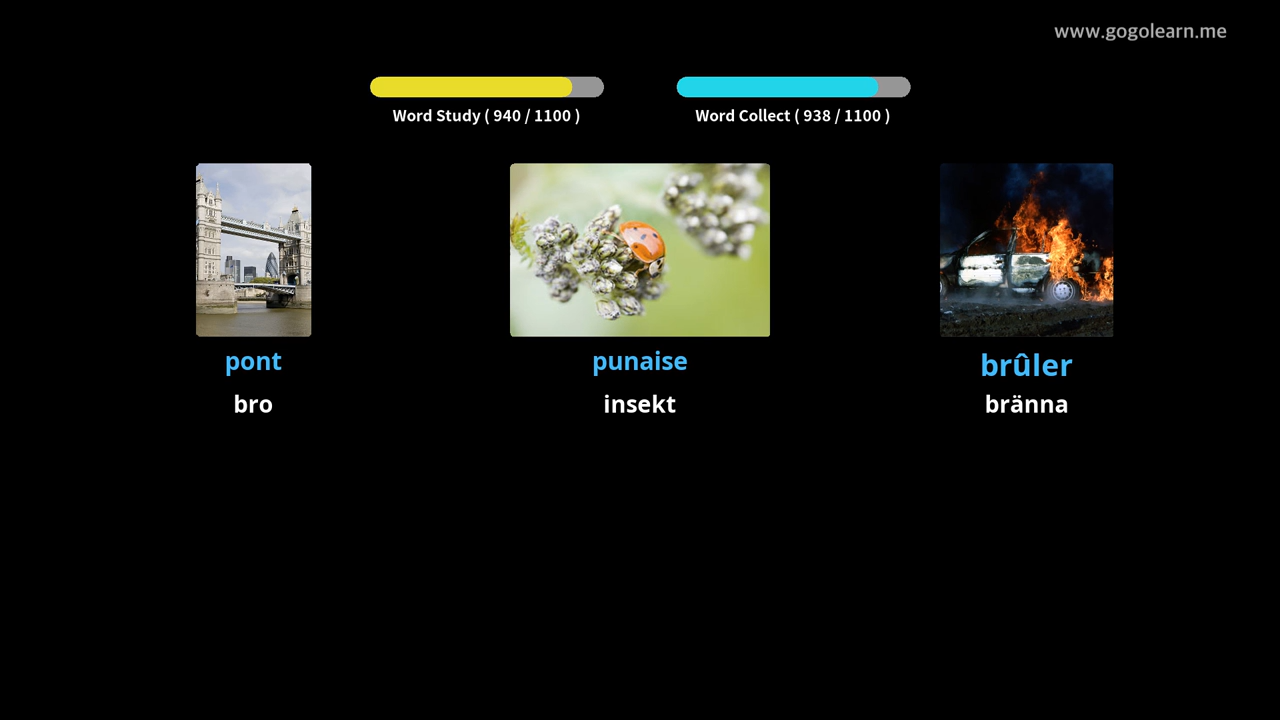 www.gogolearn.me
Word Study ( 940 / 1100 )
Word Collect ( 938 / 1100 )
pont
punaise
brûler
bro
insekt
bränna